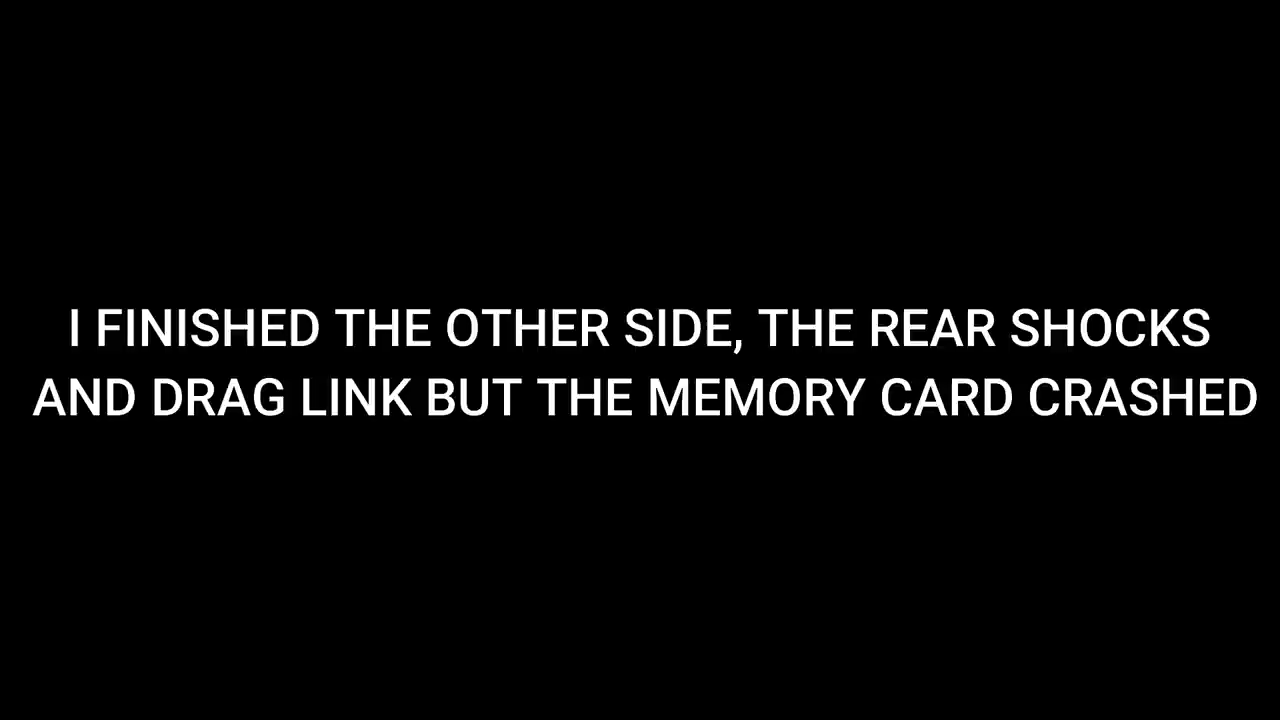 I FINISHED THE OTHER SIDE, THE REAR SHOCKS
AND DRAG LINK BUT THE MEMORY CARD CRASHED